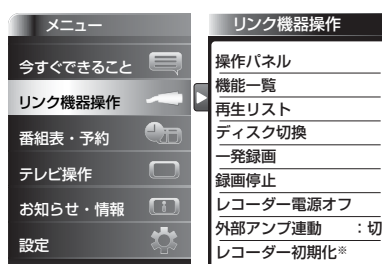 メニュー
今すぐできること
リンク機器操作
番組表・予約
テレビ操作
お知らせ・情報
設定
リンク機器操作
操作パネル
機能一覧
再生リスト
ディスク切換
一発録画
録画停止
レコーダー電源オフ
外部アンプ連動　：切
レコーダー初期化※